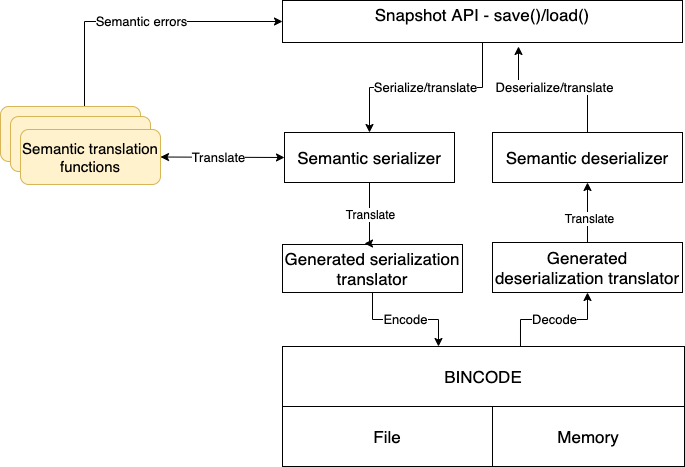 Snapshot API - save()/load()
Semantic errors
Serialize/translate
Deserialize/translate
Semantic translation
functions
Translate
Semantic serializer
Semantic deserializer
Translate
Translate
Generated serialization
translator
Generated
deserialization translator
Encode
Decode
BINCODE
File
Memory